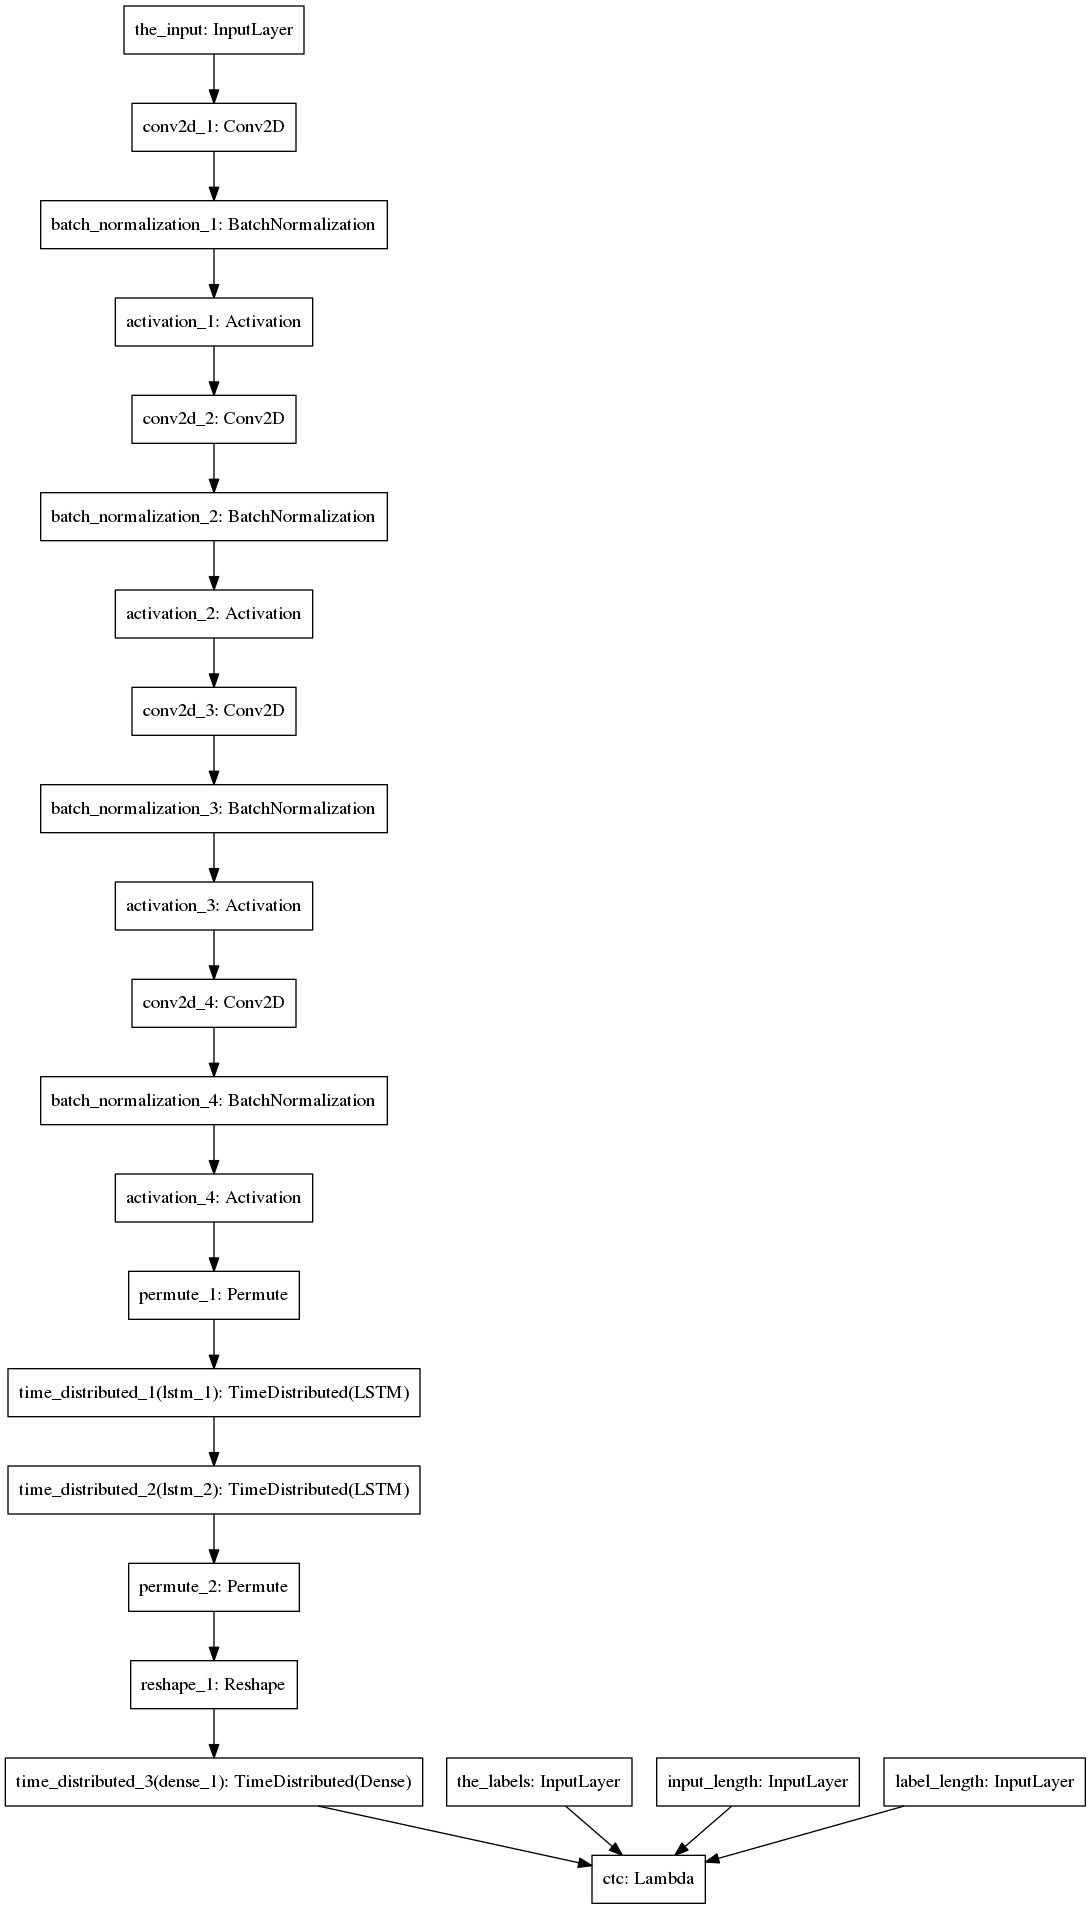 the_input: InputLayer
conv2d_1: Conv2D
batch_normalization_1: BatchNormalization
activation_1: Activation
conv2d_2: Conv2D
batch_normalization_2: BatchNormalization
activation_2: Activation
conv2d_3: Conv2D
batch_normalization_3: BatchNormalization
activation_3: Activation
conv2d_4: Conv2D
batch_normalization_4: BatchNormalization
activation_4: Activation
permute_1: Permute
time_distributed_1(lstm_1): TimeDistributed(LSTM)
time_distributed_2(lstm_2): TimeDistributed(LSTM)
permute_2: Permute
reshape_1: Reshape
time_distributed_3(dense_1): TimeDistributed(Dense)
the_labels: InputLayer
input_length: InputLayer
label_length: InputLayer
ctc: Lambda